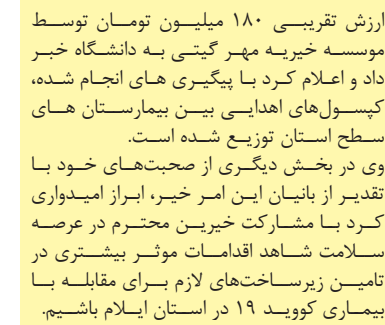 ارزش تقریبی ۱۸۰ میلیون تومان توسط
موسسه خیریه مهر گیتی به دانشگاه خبر
داد و اعلام کرد با پیگیری های انجام شده،
کپسول‌های اهدایی بین بیمارستان های
سطح استان توزیع شده است.
وی در بخش دیگری از صحبت‌های خود با
تقدیر از بانیان این امر خیر، ابراز امیدواری
کرد با مشارکت خیرین محترم در عرصه
سلامت شاهد اقدامات موثر بیشتری در
تامین زیرساخت‌های لازم برای مقابله با
بیماری کووید ۱۹ در استان ایلام باشیم.